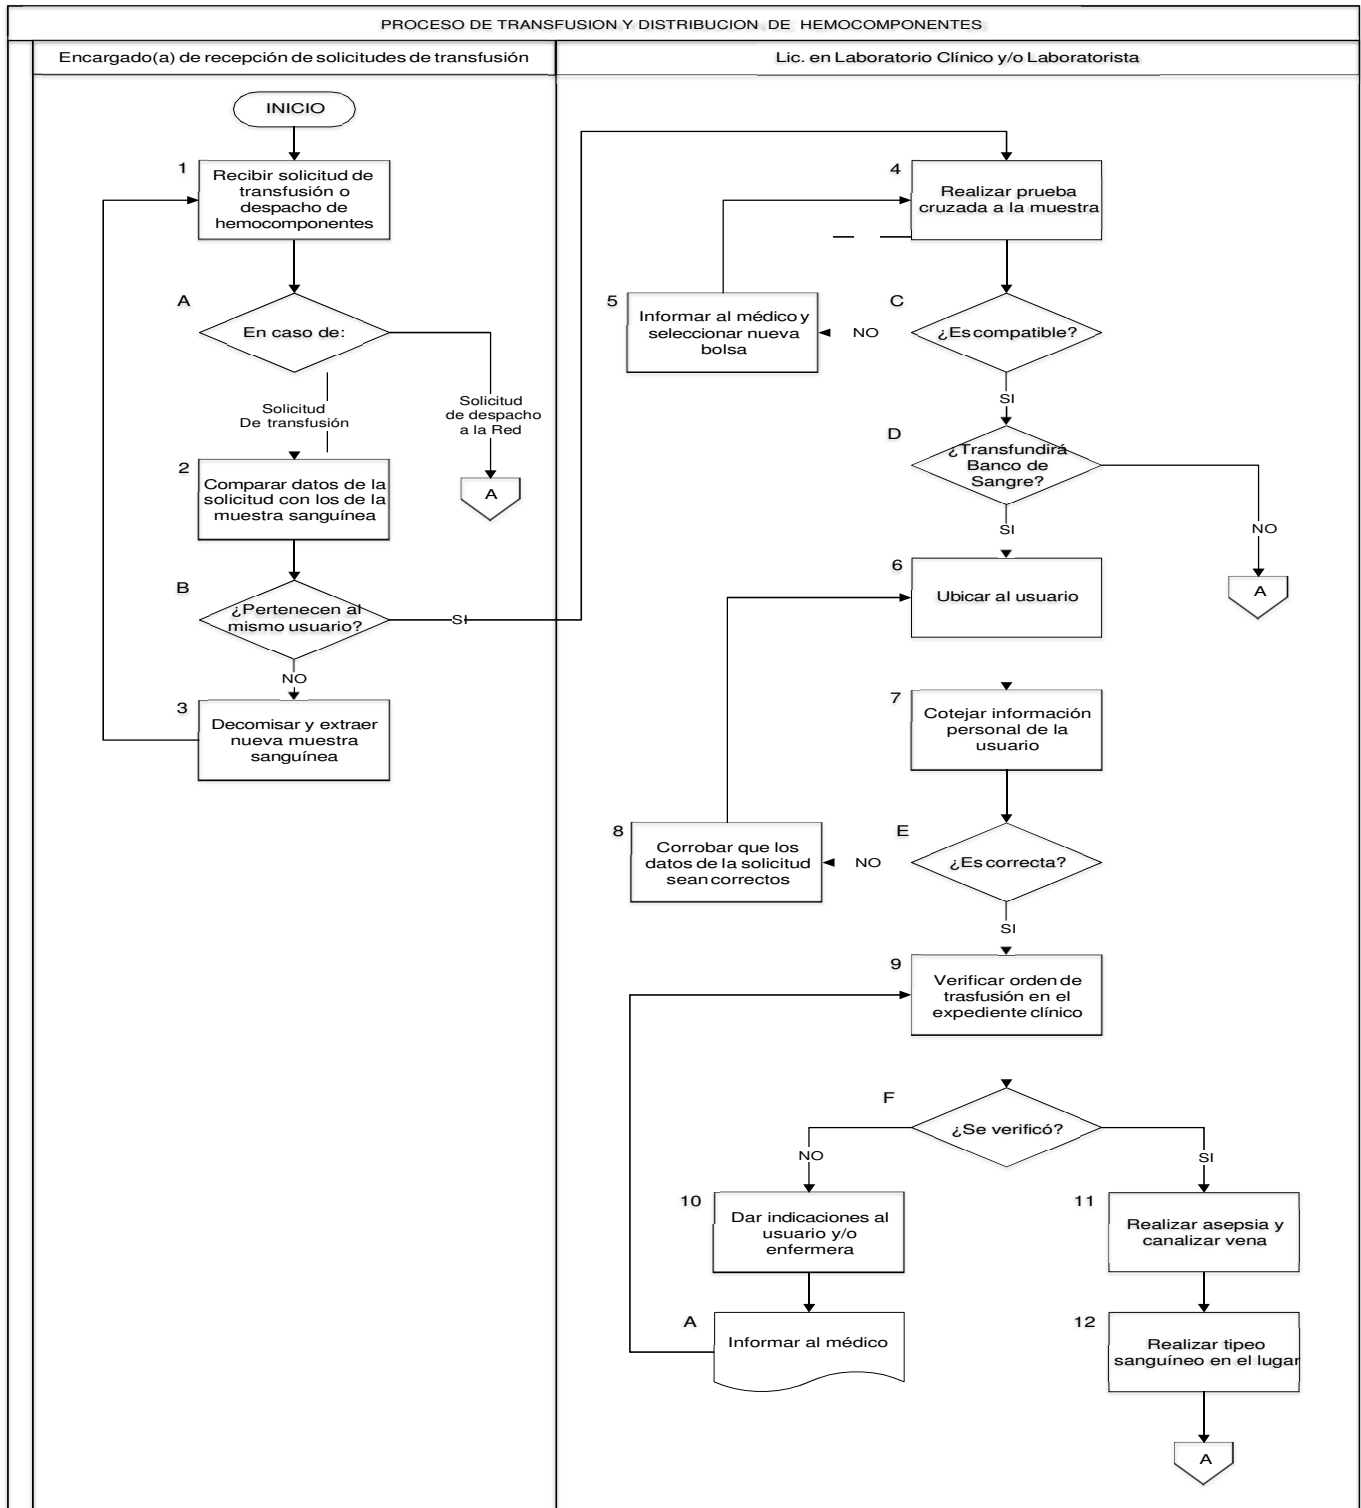 PROCESO DE TRANSFUSION Y DISTRIBUCION DE HEMOCOMPONENTES
Encargado(a) de recepción de solicitudes de transfusión
Lic. en Laboratorio Clínico y/o Laboratorista
INICIO
1
Recibir solicitud de
transfusión o
despacho de
hemocomponentes
A
En caso de:
Solicitud
De transfusión
Solicitud
de despacho
a la Red
A
2
Comparar datos de la
solicitud con los de la
muestra sanguínea
B
¿Pertenecen al
mismo usuario?
SI
NO
3
Decomisar y extraer
nueva muestra
sanguínea
4
Realizar prueba
cruzada a la muestra
5
Informar al médico y
seleccionar nueva
bolsa
NO
C
¿Es compatible?
SI
D
¿Transfundirá
Banco de
Sangre?
SI
NO
A
6
Ubicar al usuario
7
Cotejar información
personal de la
usuario
8
Corrobar que los
datos de la solicitud
sean correctos
NO
E
¿Es correcta?
SI
9
Verificar orden de
trasfusión en el
expediente clínico
F
¿Se verificó?
NO
SI
10
Dar indicaciones al
usuario y/o
enfermera
11
Realizar asepsia y
canalizar vena
A
Informar al médico
12
Realizar tipeo
sanguíneo en el lugar
A